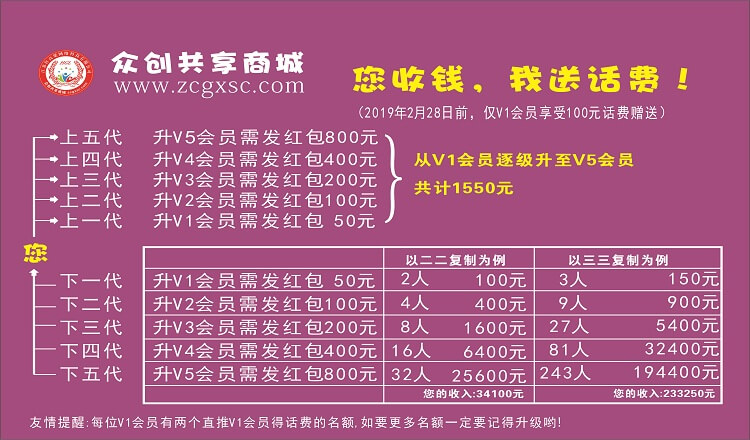 众创共享商城
www.zcgxsc.com
您收钱，我送话费！
（2019年2月28日前，仅V1会员享受100元话费赠送）
上五代 升V5会员需发红包800元
上四代 升V4会员需发红包400元
上三代 升V3会员需发红包200元
上二代 升V2会员需发红包100元
上一代 升V1会员需发红包 50元
从V1会员逐级升至V5会员
共计1550元
您
以二二复制为例 以三三复制为例
下一代 升V1会员需发红包 50元 2人 100元 3人 150元
下二代 升V2会员需发红包100元 4人 400元 9人 900元
下三代 升V3会员需发红包200元 8人 1600元 27人 5400元
下四代 升V4会员需发红包400元 16人 6400元 81人 32400元
下五代 升V5会员需发红包800元 32人 25600元 243人 194400元
您的收入:34100元 您的收入:233250元
友情提醒:每位V1会员有两个直推V1会员得话费的名额,如要更多名额一定要记得升级哟!